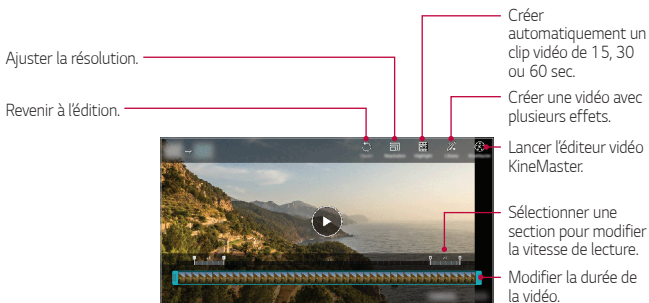 Ajuster la résolution.
Revenir à l'édition.
Créer
automatiquement un
clip vidéo de 15, 30
ou 60 sec.
Créer une vidéo avec
plusieurs effets.
Lancer l'éditeur vidéo
KineMaster.
Sélectionner une
section pour modifier
la vitesse de lecture.
Modifier la durée de
la vidéo.